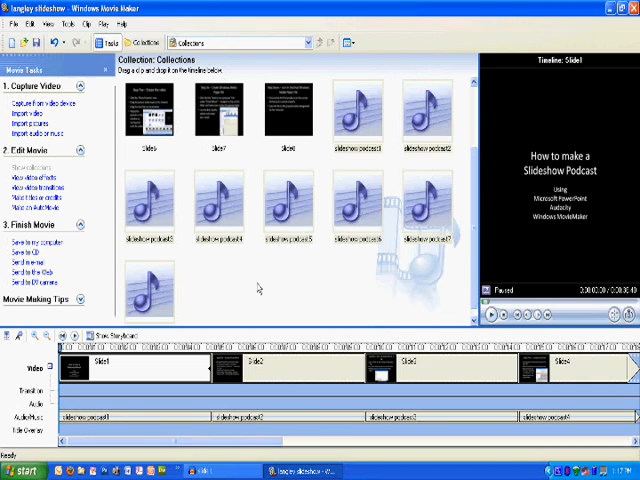 langley slideshow - Windows Movie Maker
File Edit View Tools Clip Play Help
Tasks Collections Collections
Movie Tasks
Collection: Collections
Drag a clip and drop it on the timeline below.
Timeline: Slide1
1. Capture Video
Capture from video device
Import video
Import pictures
Import audio or music
2. Edit Movie
Show collections
View video effects
View video transitions
Make titles or credits
Make an AutoMovie
3. Finish Movie
Save to my computer
Save to CD
Send in e-mail
Send to the Web
Send to DV camera
Movie Making Tips
Slide6 Slide7 Slide8 slideshow podcast1 slideshow podcast2
slideshow podcast3 slideshow podcast4 slideshow podcast5 slideshow podcast6 slideshow podcast7
How to make a
Slideshow Podcast
Using
Microsoft PowerPoint
Audacity
Windows MovieMaker
Paused
Show Storyboard
Video Slide1 Slide2 Slide3 Slide4
Transition
Audio
Audio/Music slideshow podcast1 slideshow podcast2 slideshow podcast3 slideshow podcast4
Title Overlay
Ready
start slide 1 langley slideshow - W... 1:17 PM